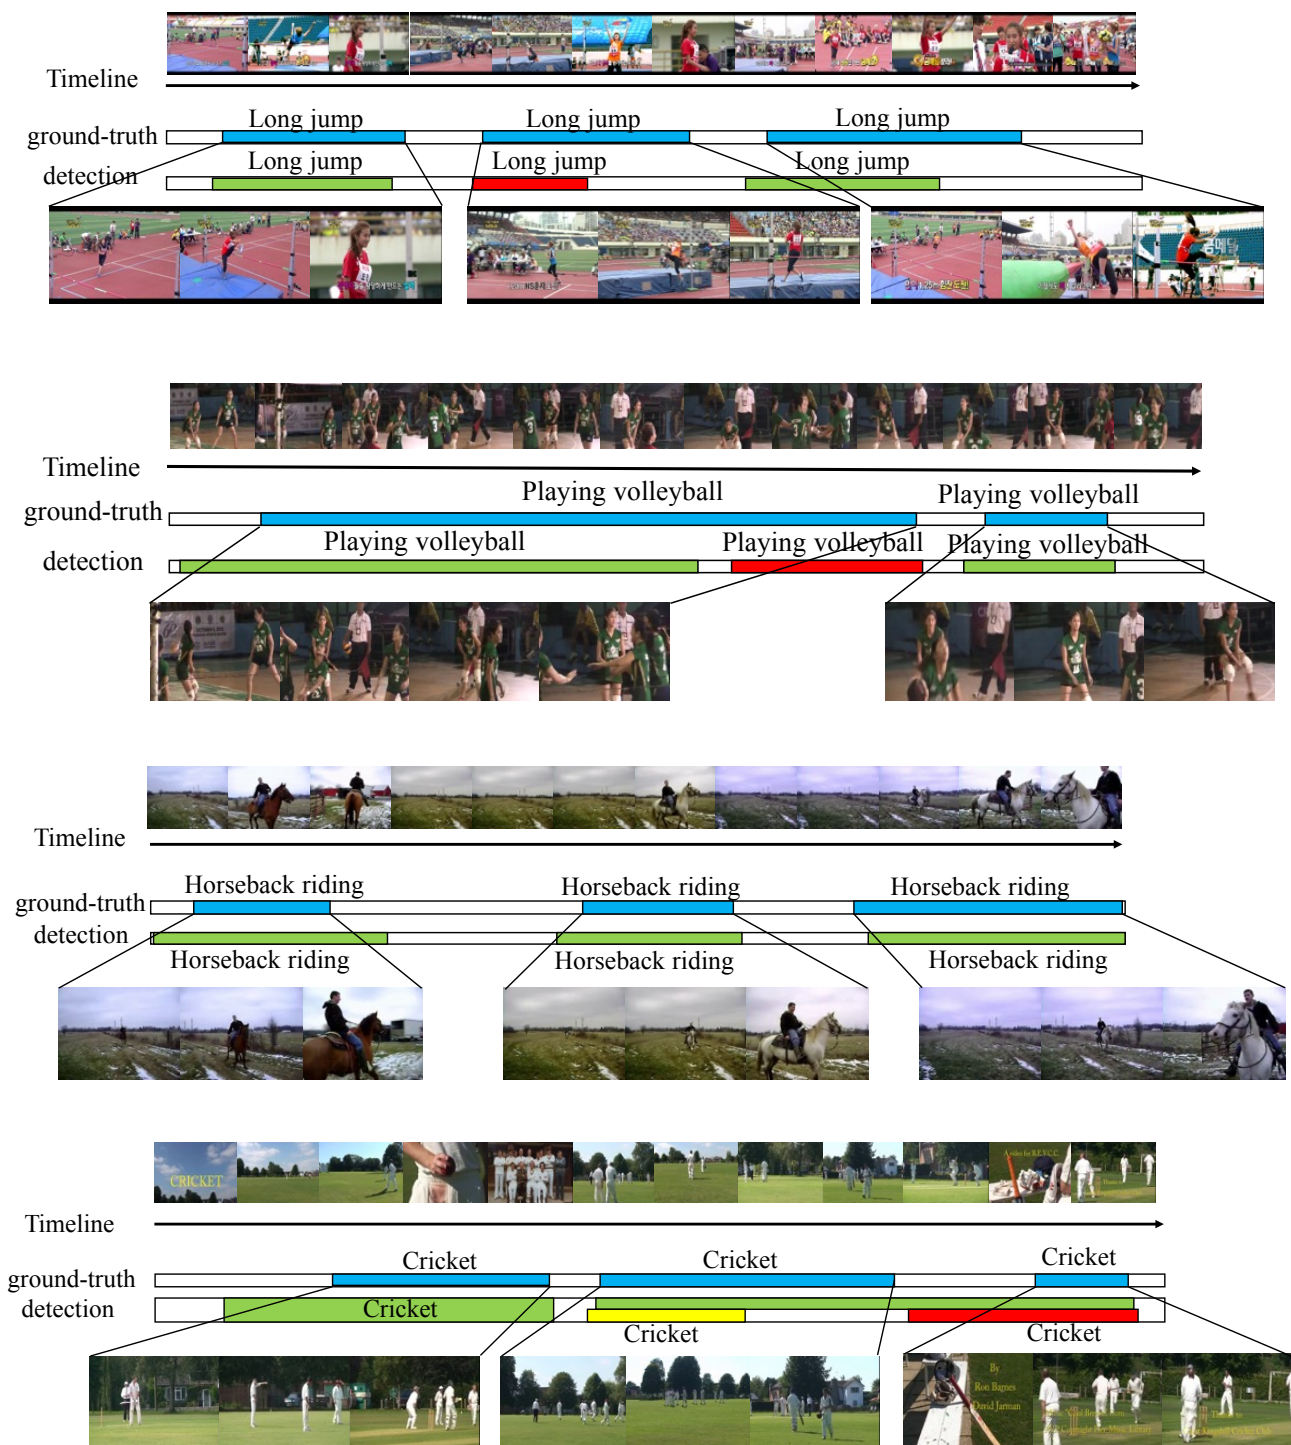 Timeline
Long jump Long jump Long jump
ground-truth
Long jump Long jump Long jump
detection
Timeline
Playing volleyball Playing volleyball
ground-truth
Playing volleyball Playing volleyball Playing volleyball
detection
Timeline
Horseback riding Horseback riding Horseback riding
ground-truth
detection
Horseback riding Horseback riding Horseback riding
CRICKET
A video for B.E.V.C.C.
Timeline
Cricket Cricket Cricket
ground-truth
detection
Cricket
Cricket Cricket
By
Ron Barnes
David Jarman